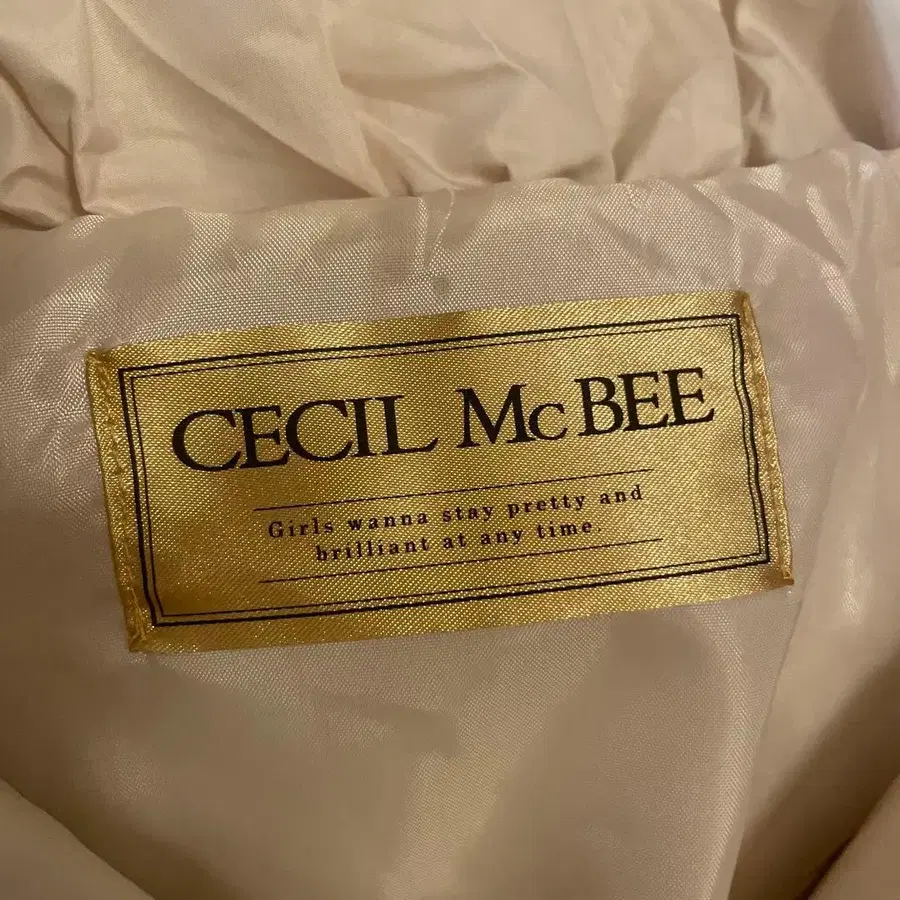 CECIL McBEE
Girls wanna stay pretty and
brilliant at any time